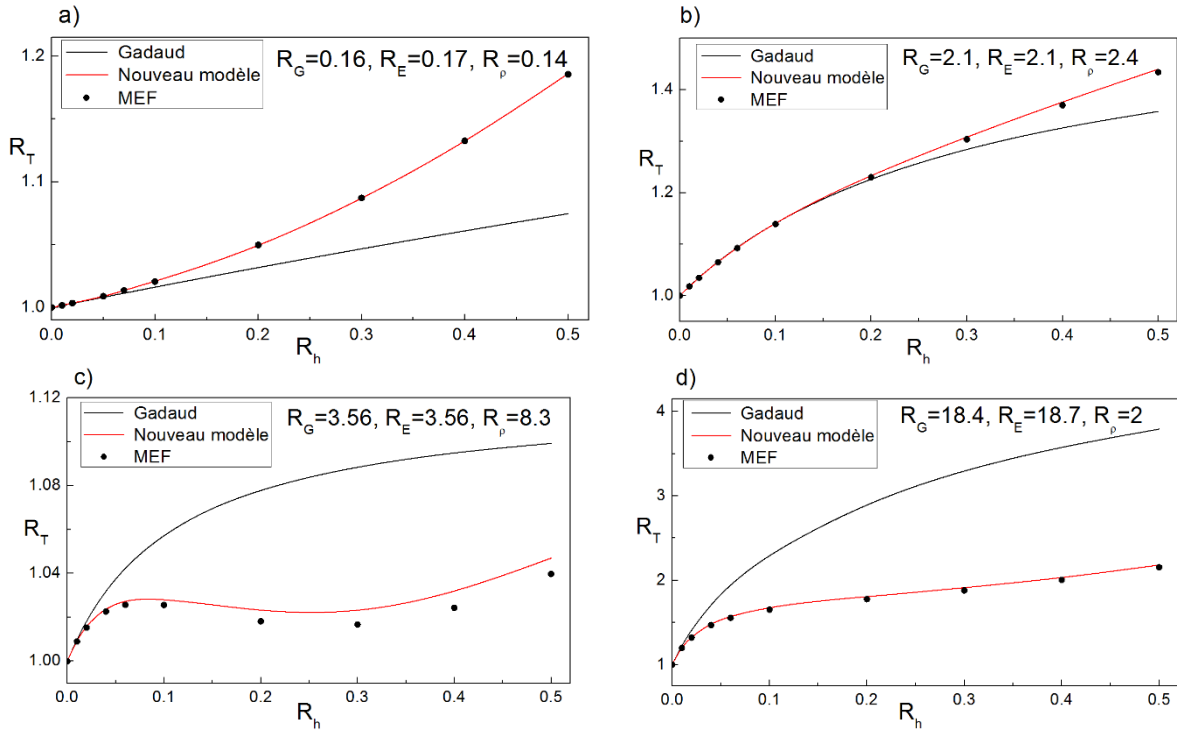 a)
Gadaud
Nouveau modèle
MEF
R_G=0.16, R_E=0.17, R_ρ=0.14
1.2
1.1
1.0
R_T
0.0 0.1 0.2 0.3 0.4 0.5
R_h
b)
Gadaud
Nouveau modèle
MEF
R_G=2.1, R_E=2.1, R_ρ=2.4
1.4
1.2
1.0
R_T
0.0 0.1 0.2 0.3 0.4 0.5
R_h
c)
Gadaud
Nouveau modèle
MEF
R_G=3.56, R_E=3.56, R_ρ=8.3
1.12
1.08
1.04
1.00
R_T
0.0 0.1 0.2 0.3 0.4 0.5
R_h
d)
Gadaud
Nouveau modèle
MEF
R_G=18.4, R_E=18.7, R_ρ=2
4
3
2
1
R_T
0.0 0.1 0.2 0.3 0.4 0.5
R_h